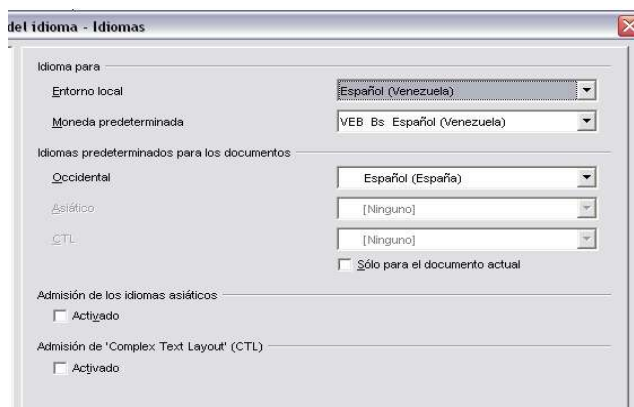 del idioma - Idiomas
Idioma para
Entorno local
Español (Venezuela)
Moneda predeterminada
VEB Bs Español (Venezuela)
Idiomas predeterminados para los documentos
Occidental
Español (España)
Asiático
[Ninguno]
CTL
[Ninguno]
Sólo para el documento actual
Admisión de los idiomas asiáticos
Activado
Admisión de 'Complex Text Layout' (CTL)
Activado